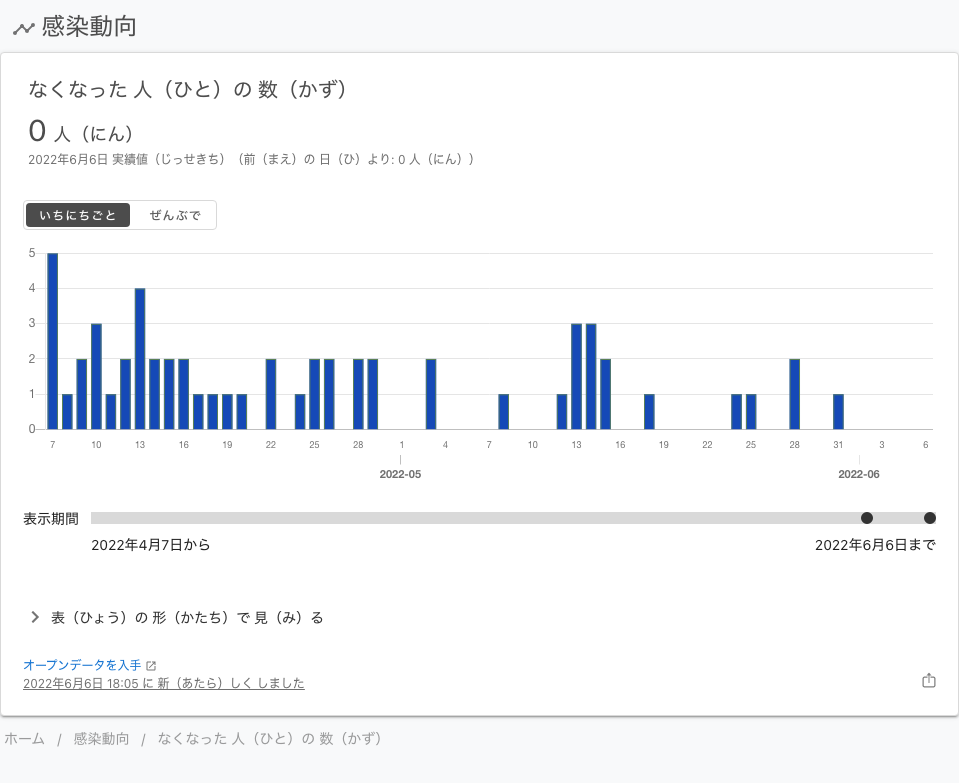 感染動向
なくなった 人（ひと）の 数（かず）
0 人（にん）
2022年6月6日 実績値（じっせきち）（前（まえ）の 日（ひ）より: 0 人（にん））
いちにちごと ぜんぶで
5
4
3
2
1
0
7 10 13 16 19 22 25 28 1 4 7 10 13 16 19 22 25 28 31 3 6
2022-05 2022-06
表示期間
2022年4月7日から 2022年6月6日まで
表（ひょう）の 形（かたち）で 見（み）る
オープンデータを入手
2022年6月6日 18:05 に 新（あたら）しく しました
ホーム / 感染動向 / なくなった 人（ひと）の 数（かず）